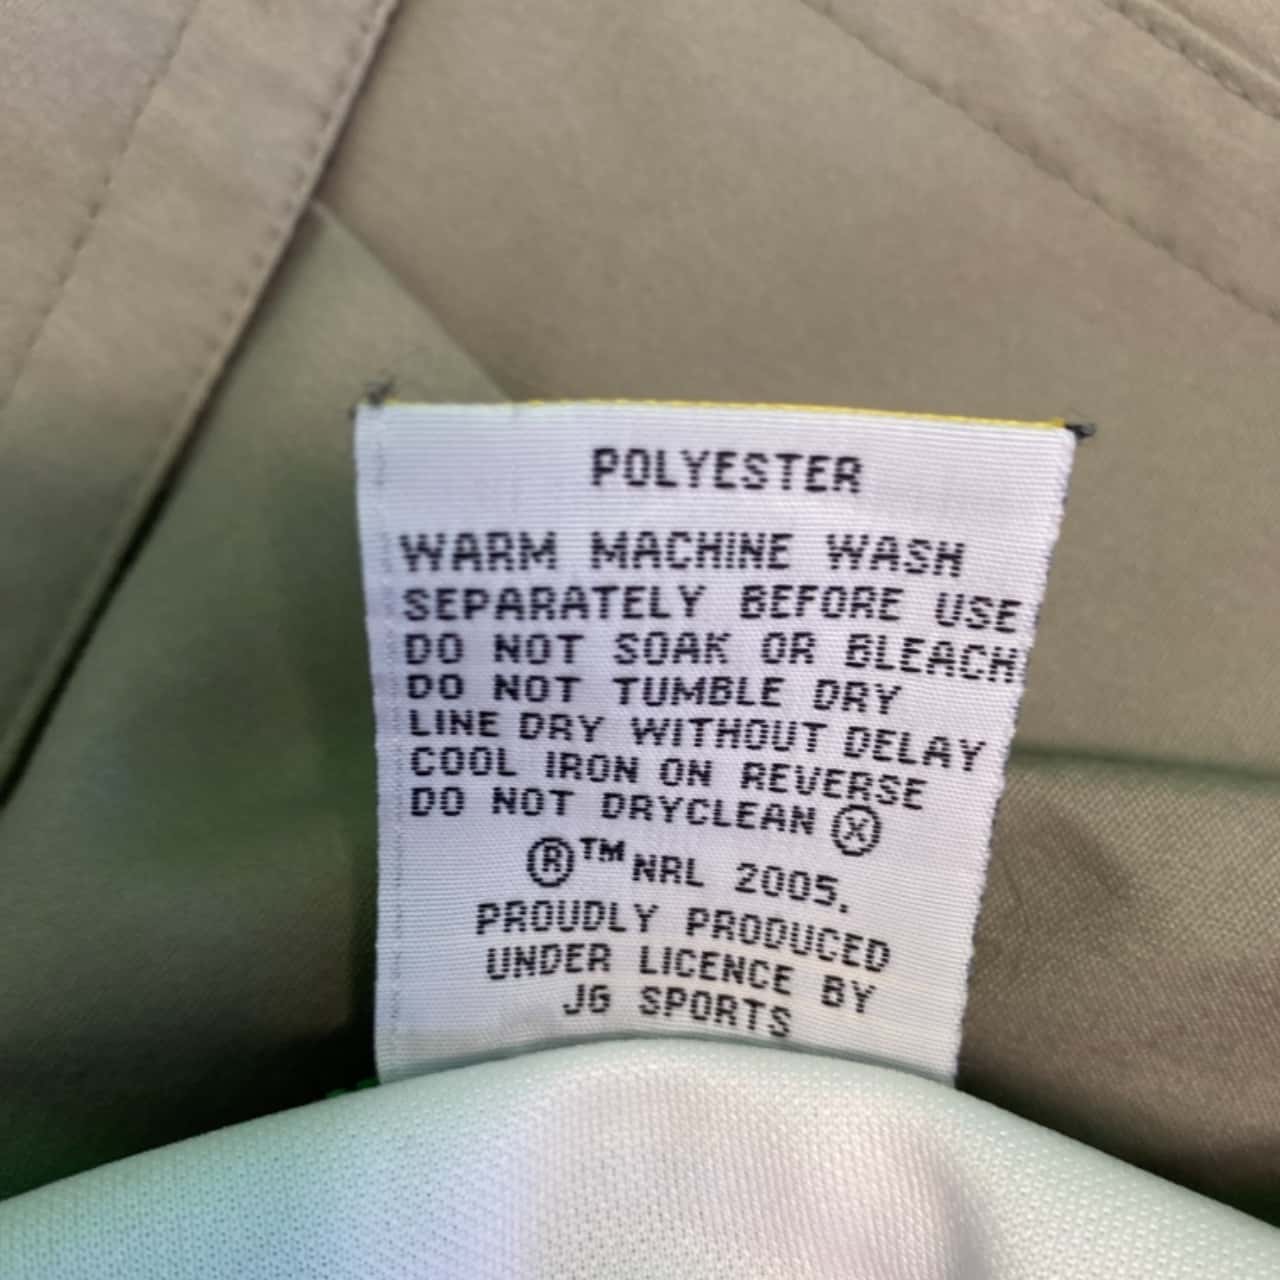 POLYESTER
WARM MACHINE WASH
SEPARATELY BEFORE USE
DO NOT SOAK OR BLEACH
DO NOT TUMBLE DRY
LINE DRY WITHOUT DELAY
COOL IRON ON REVERSE
DO NOT DRYCLEAN Ⓧ
®™ NRL 2005.
PROUDLY PRODUCED
UNDER LICENCE BY
JG SPORTS